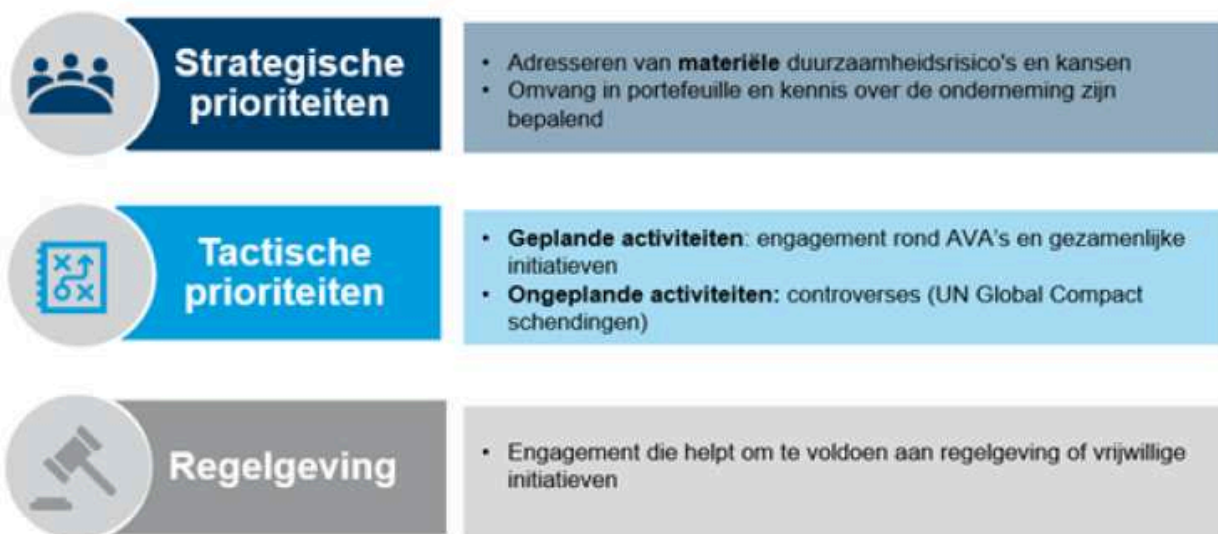 Strategische
prioriteiten
• Adresseren van materiële duurzaamheidsrisico's en kansen
• Omvang in portefeuille en kennis over de onderneming zijn
bepalend
Tactische
prioriteiten
• Geplande activiteiten: engagement rond AVA's en gezamenlijke
initiatieven
• Ongeplande activiteiten: controverses (UN Global Compact
schendingen)
Regelgeving
• Engagement die helpt om te voldoen aan regelgeving of vrijwillige
initiatieven